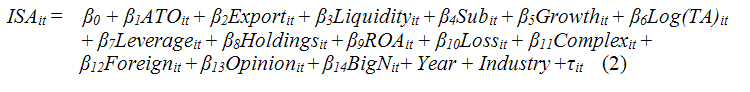 ISAit = β0 + β1ATOit + β2Exportit + β3Liquidityit + β4Subit + β5Growthit + β6Log(TA)it
+ β7Leverageit + β8Holdingsit + β9ROAit + β10Lossit + β11Complexit +
β12Foreignit + β13Opinionit + β14BigNit + Year + Industry +τit (2)